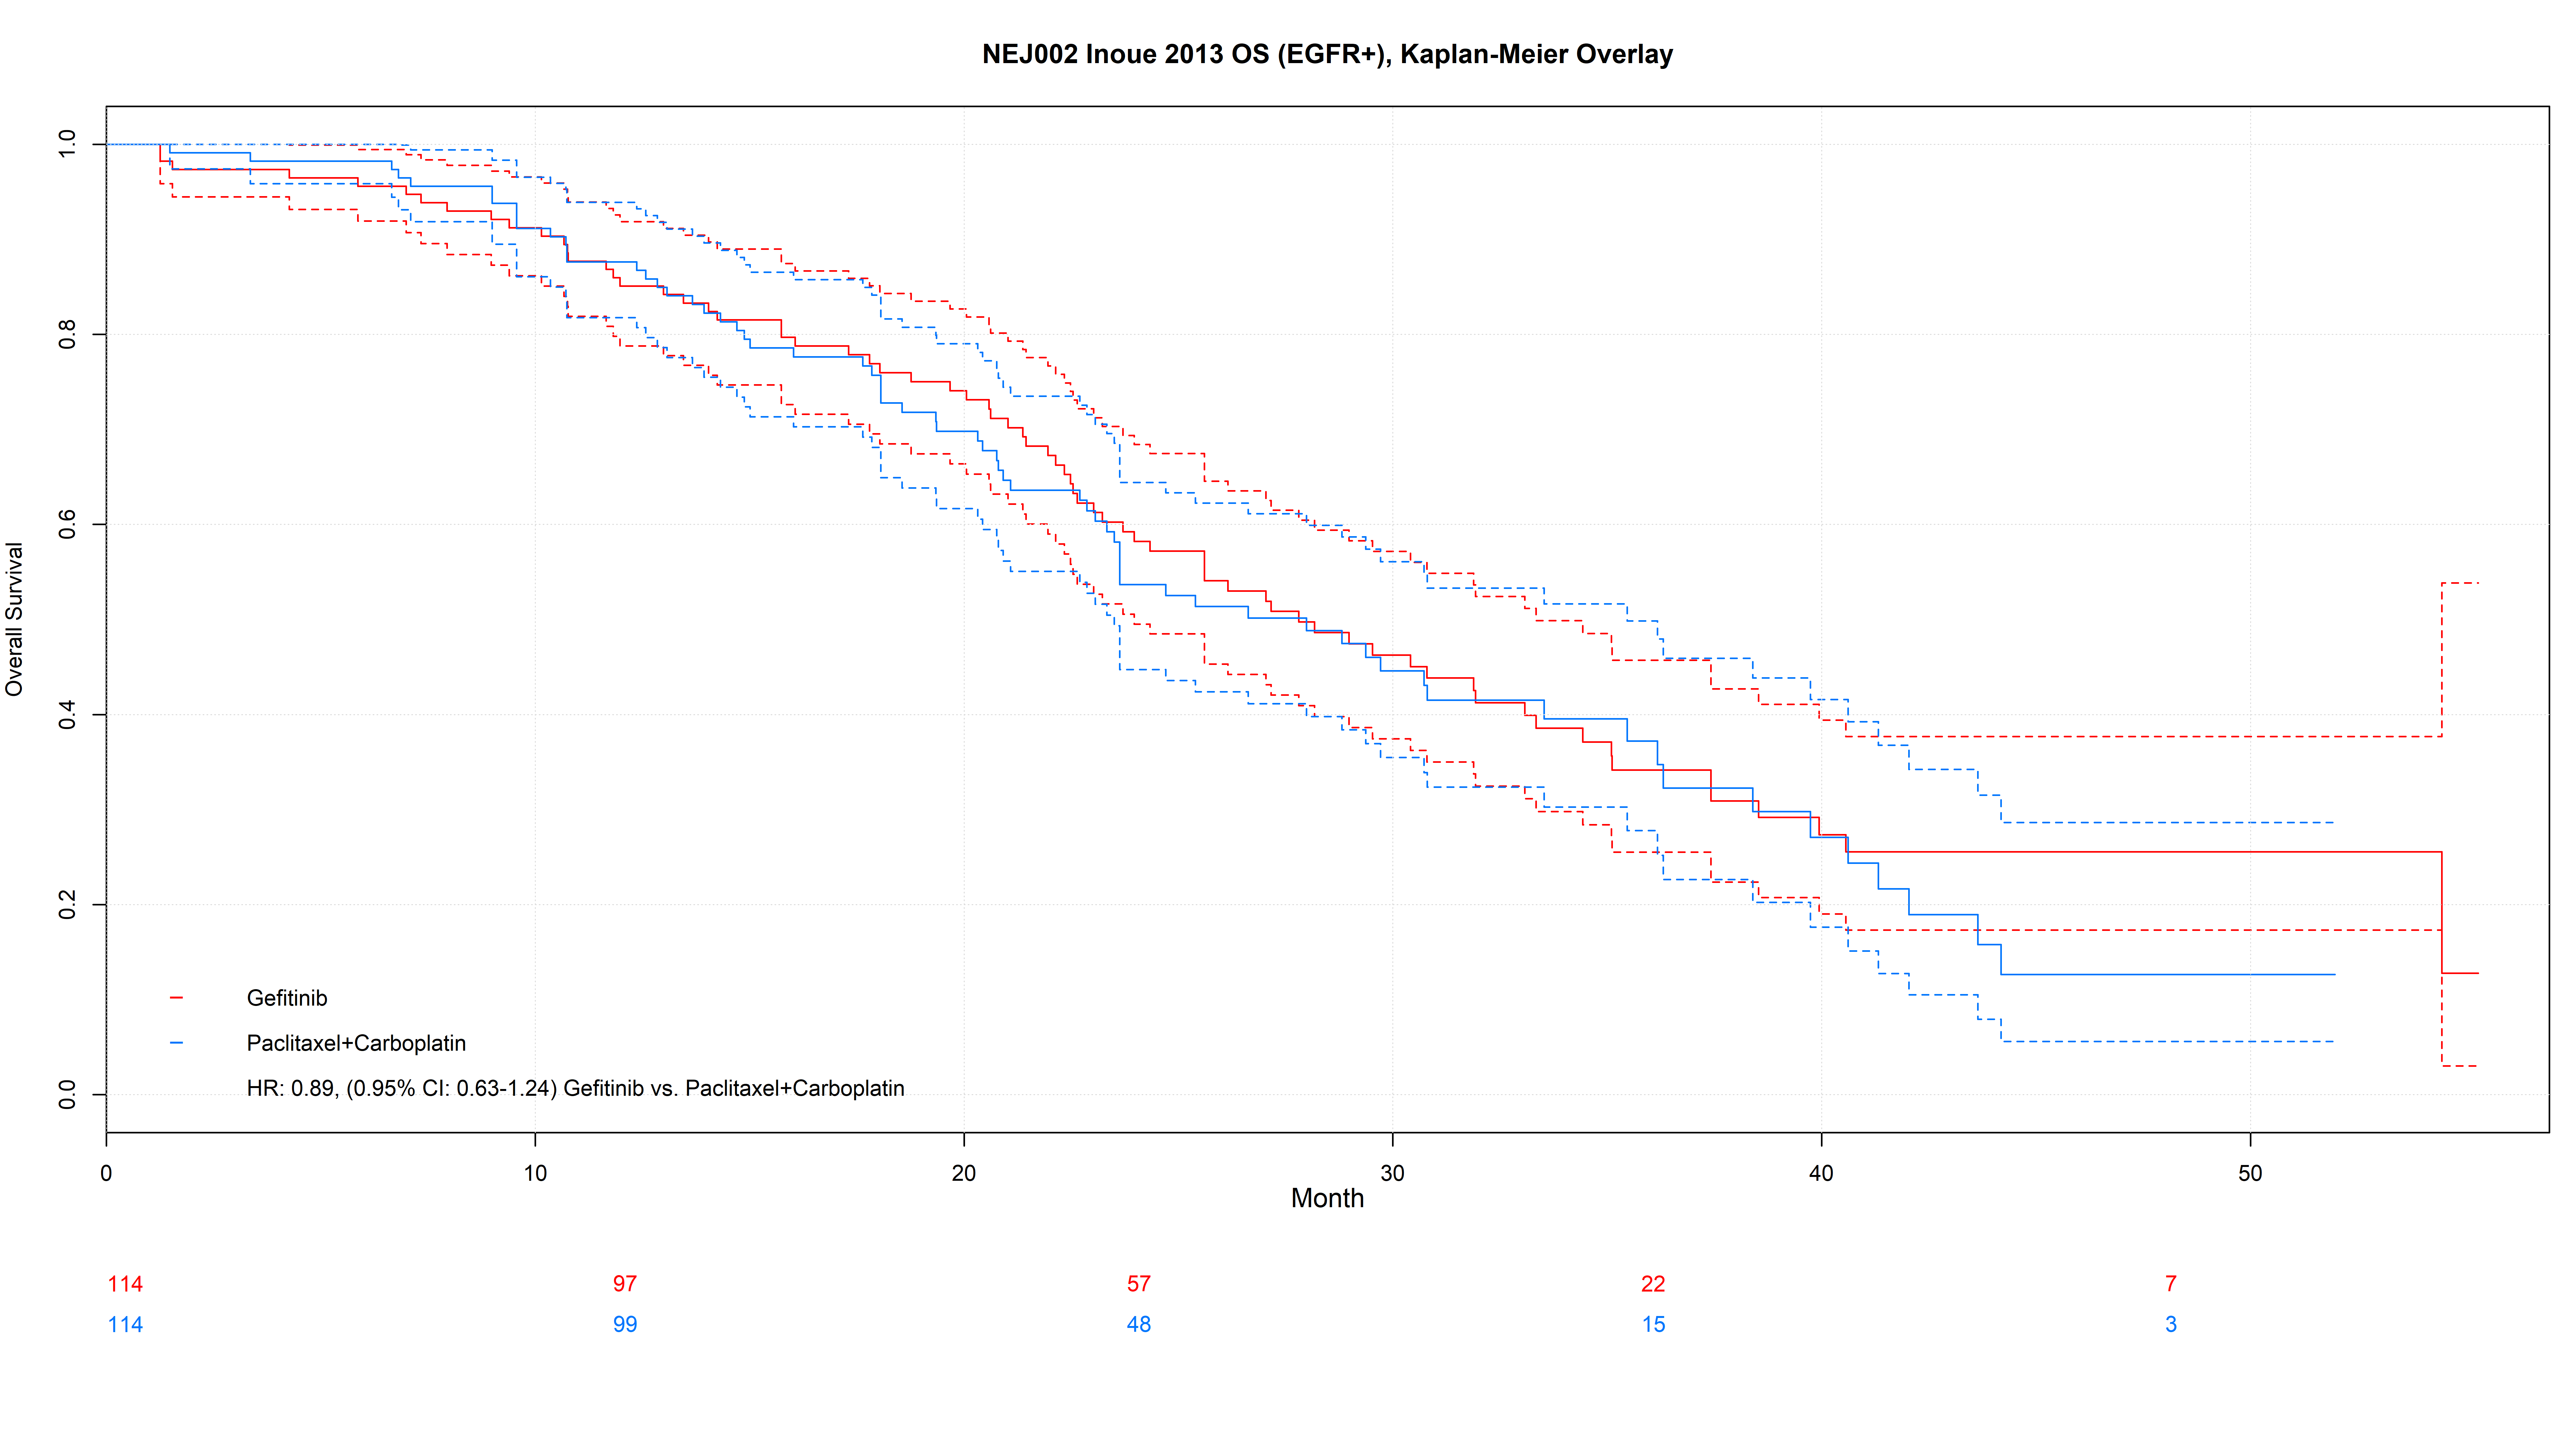 NEJ002 Inoue 2013 OS (EGFR+), Kaplan-Meier Overlay
Overall Survival
1.0
0.8
0.6
0.4
0.2
0.0
Gefitinib
Paclitaxel+Carboplatin
HR: 0.89, (0.95% CI: 0.63-1.24) Gefitinib vs. Paclitaxel+Carboplatin
0 10 20 30 40 50
Month
114 97 57 22 7
114 99 48 15 3